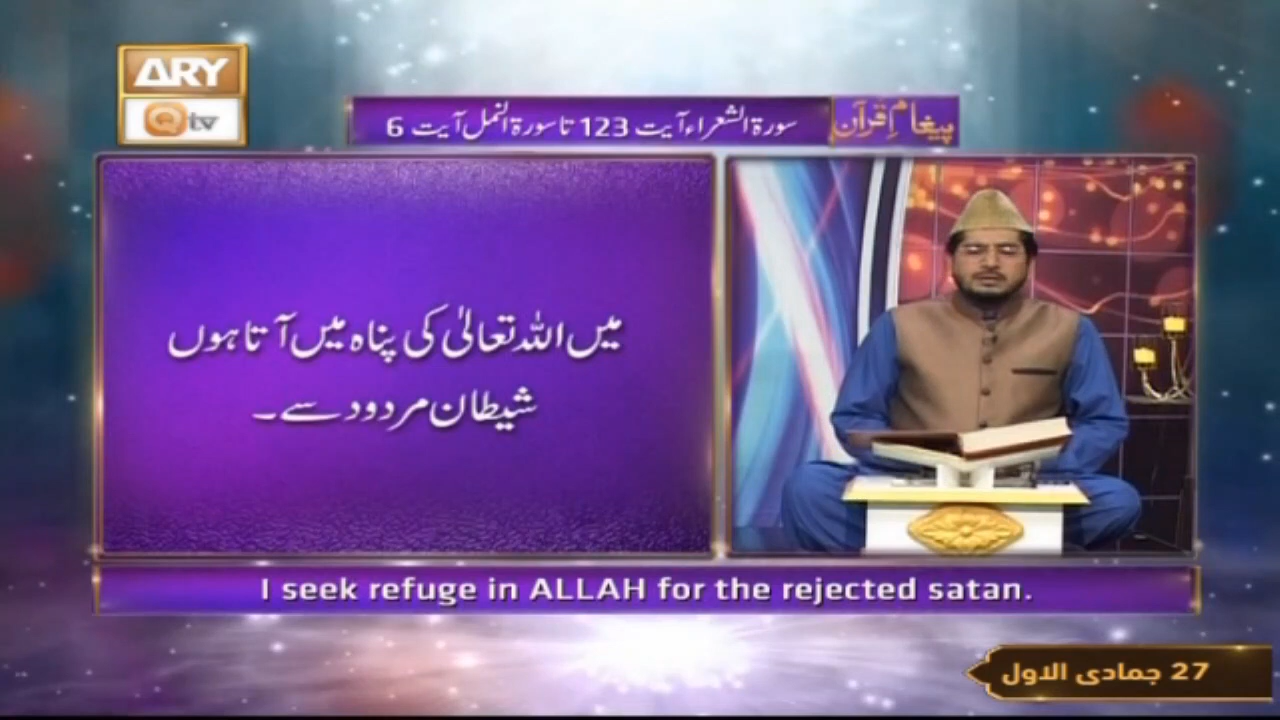 ARY
Qtv
پیغامِ قرآن
سورۃ الشعراء آیت 123 تا سورۃ النمل آیت 6
میں اللہ تعالیٰ کی پناہ میں آتا ہوں
شیطان مردود سے۔
I seek refuge in ALLAH for the rejected satan.
27 جمادی الاول